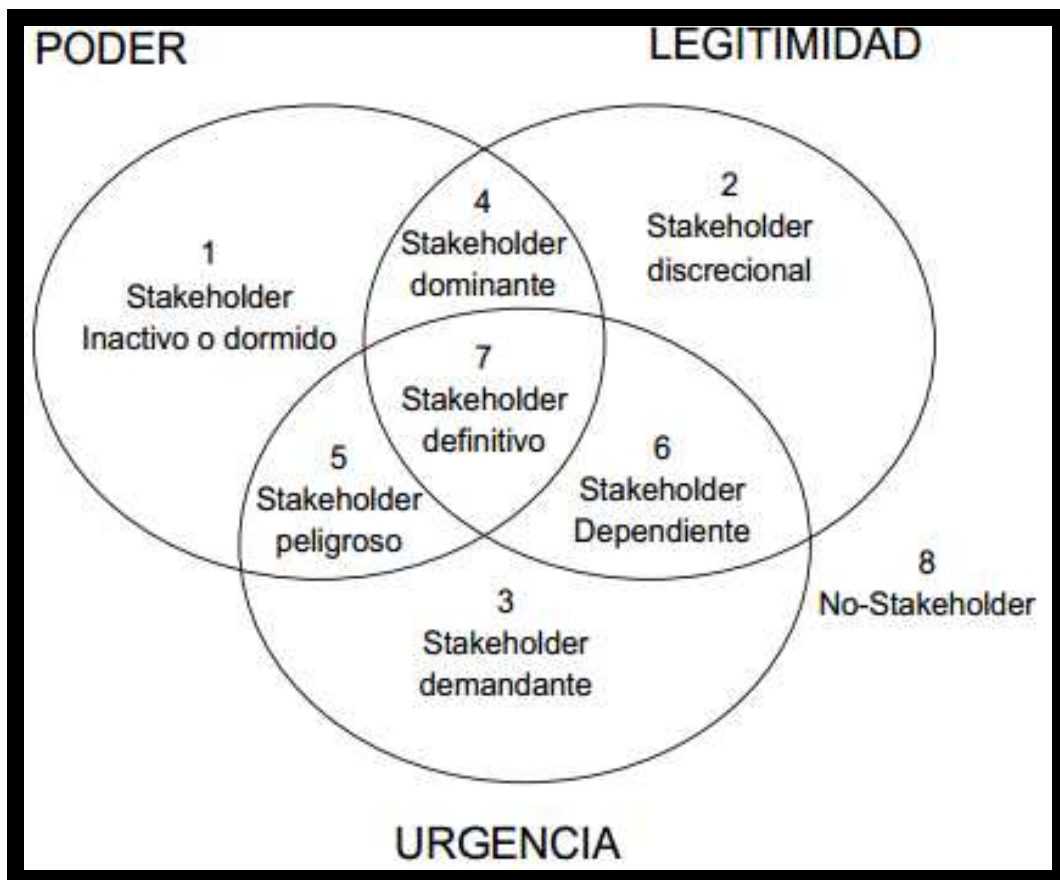 PODER
LEGITIMIDAD
1
Stakeholder
Inactivo o dormido
4
Stakeholder
dominante
2
Stakeholder
discrecional
7
Stakeholder
definitivo
5
Stakeholder
peligroso
6
Stakeholder
Dependiente
3
Stakeholder
demandante
8
No-Stakeholder
URGENCIA